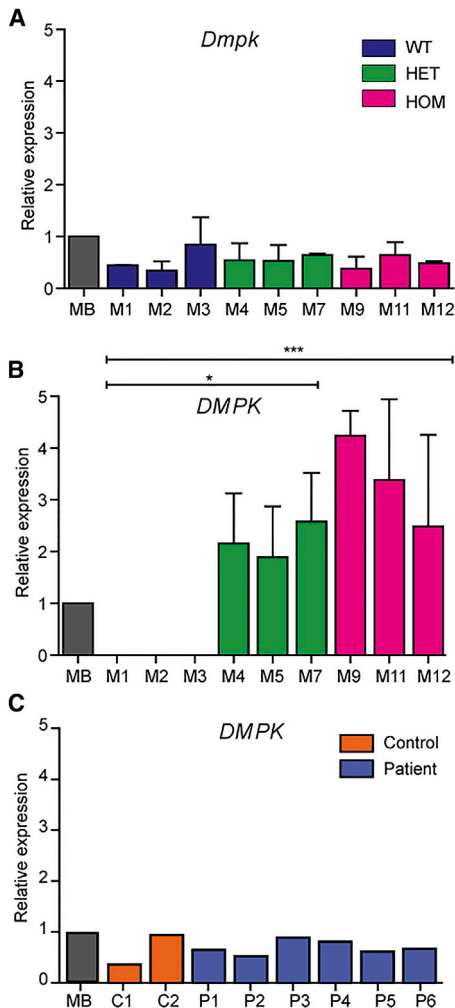 A
Dmpk
WT
HET
HOM
Relative expression
5
4
3
2
1
0
MB M1 M2 M3 M4 M5 M7 M9 M11 M12
B
***
*
DMPK
Relative expression
5
4
3
2
1
0
MB M1 M2 M3 M4 M5 M7 M9 M11 M12
C
DMPK
Control
Patient
Relative expression
5
4
3
2
1
0
MB C1 C2 P1 P2 P3 P4 P5 P6